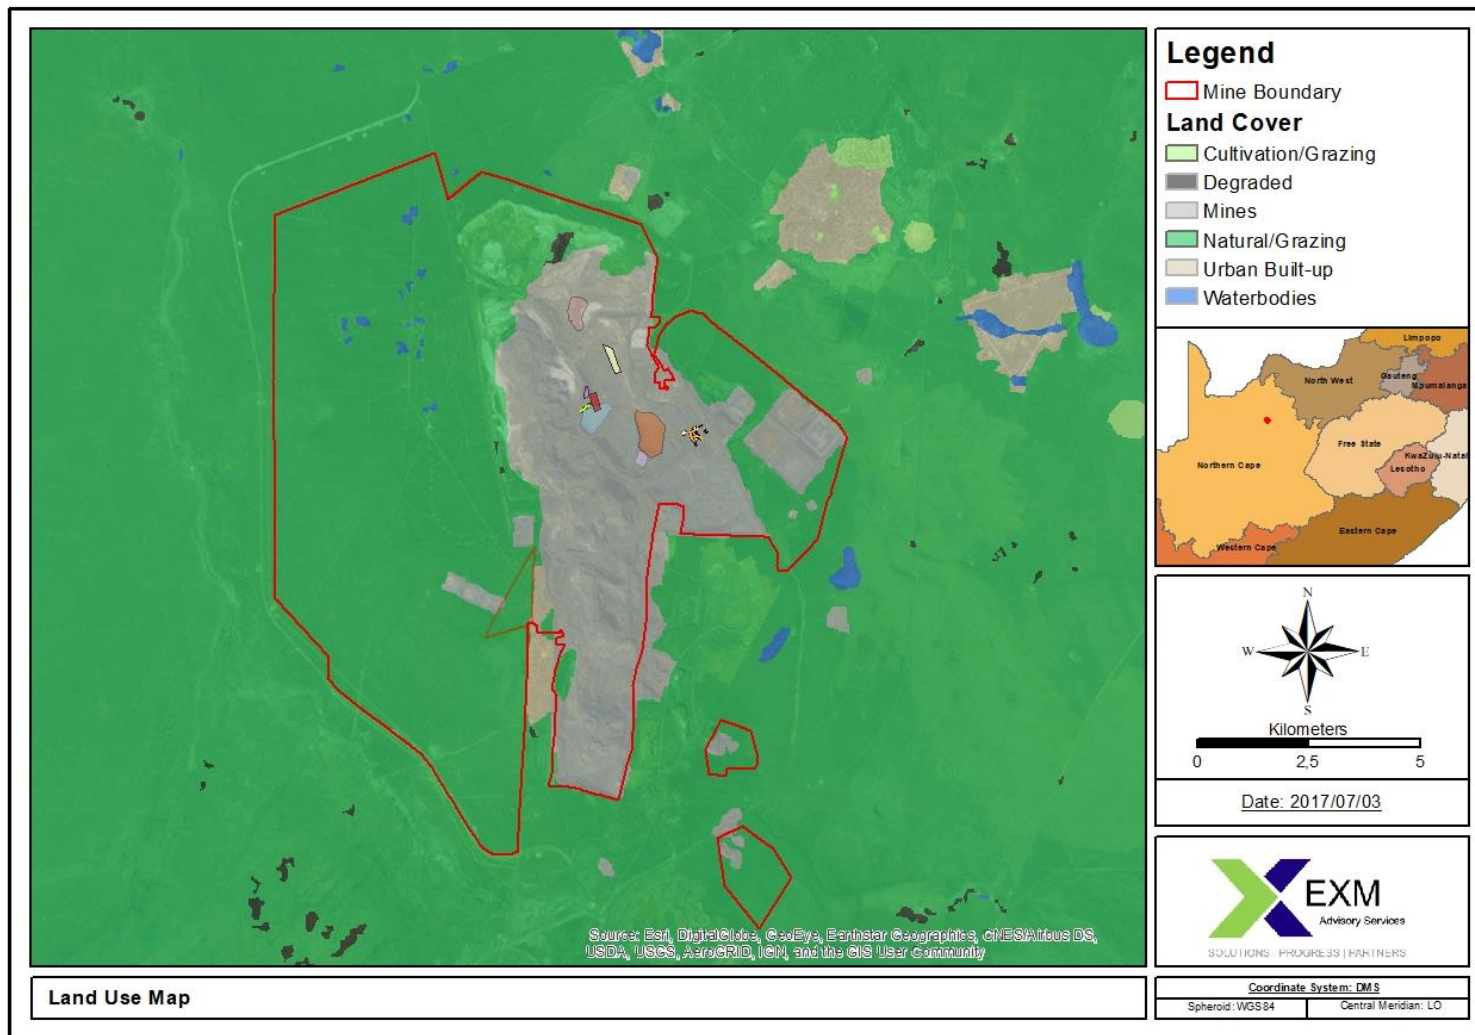 Legend
Mine Boundary
Land Cover
Cultivation/Grazing
Degraded
Mines
Natural/Grazing
Urban Built-up
Waterbodies
Limpopo
North West
Gauteng
Mpumalanga
Free State
KwaZulu-Natal
Northern Cape
Lesotho
Eastern Cape
Western Cape
N
W
E
S
Kilometers
0 2,5 5
Date: 2017/07/03
EXM
Advisory Services
SOLUTIONS | PROGRESS | PARTNERS
Source: Esri, DigitalGlobe, GeoEye, Earthstar Geographics, CNES/Airbus DS,
USDA, USGS, AeroGRID, IGN, and the GIS User Community
Land Use Map
Coordinate System: DMS
Spheroid: WGS84 Central Meridian: LO